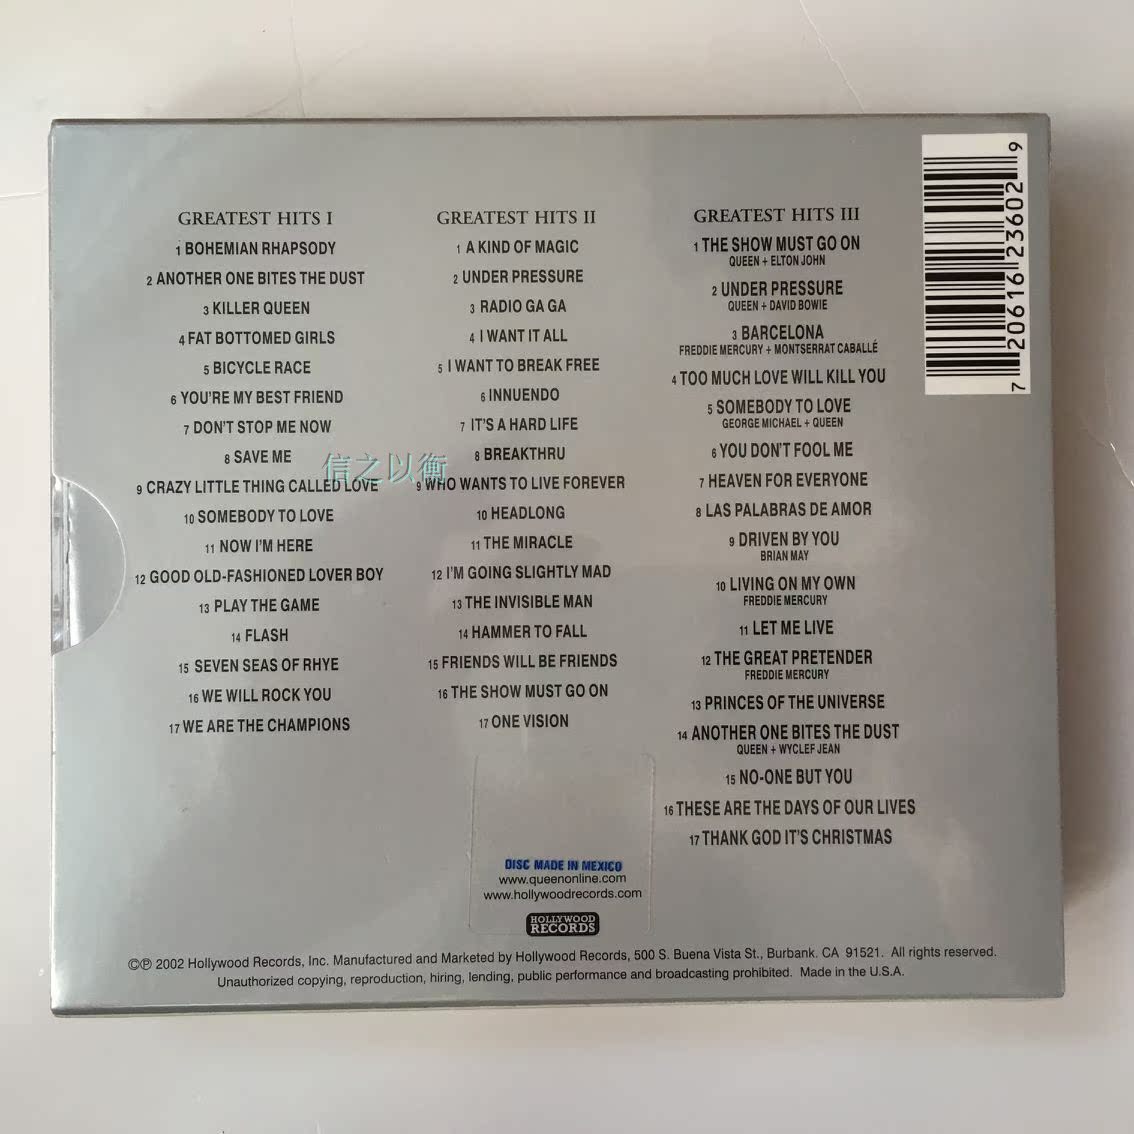 GREATEST HITS I
1 BOHEMIAN RHAPSODY
2 ANOTHER ONE BITES THE DUST
3 KILLER QUEEN
4 FAT BOTTOMED GIRLS
5 BICYCLE RACE
6 YOU'RE MY BEST FRIEND
7 DON'T STOP ME NOW
8 SAVE ME
9 CRAZY LITTLE THING CALLED LOVE
10 SOMEBODY TO LOVE
11 NOW I'M HERE
12 GOOD OLD-FASHIONED LOVER BOY
13 PLAY THE GAME
14 FLASH
15 SEVEN SEAS OF RHYE
16 WE WILL ROCK YOU
17 WE ARE THE CHAMPIONS
GREATEST HITS II
1 A KIND OF MAGIC
2 UNDER PRESSURE
3 RADIO GA GA
4 I WANT IT ALL
5 I WANT TO BREAK FREE
6 INNUENDO
7 IT'S A HARD LIFE
8 BREAKTHRU
9 WHO WANTS TO LIVE FOREVER
10 HEADLONG
11 THE MIRACLE
12 I'M GOING SLIGHTLY MAD
13 THE INVISIBLE MAN
14 HAMMER TO FALL
15 FRIENDS WILL BE FRIENDS
16 THE SHOW MUST GO ON
17 ONE VISION
GREATEST HITS III
1 THE SHOW MUST GO ON
QUEEN + ELTON JOHN
2 UNDER PRESSURE
QUEEN + DAVID BOWIE
3 BARCELONA
FREDDIE MERCURY + MONTSERRAT CABALLÉ
4 TOO MUCH LOVE WILL KILL YOU
5 SOMEBODY TO LOVE
GEORGE MICHAEL + QUEEN
6 YOU DON'T FOOL ME
7 HEAVEN FOR EVERYONE
8 LAS PALABRAS DE AMOR
9 DRIVEN BY YOU
BRIAN MAY
10 LIVING ON MY OWN
FREDDIE MERCURY
11 LET ME LIVE
12 THE GREAT PRETENDER
FREDDIE MERCURY
13 PRINCES OF THE UNIVERSE
14 ANOTHER ONE BITES THE DUST
QUEEN + WYCLEF JEAN
15 NO-ONE BUT YOU
16 THESE ARE THE DAYS OF OUR LIVES
17 THANK GOD IT'S CHRISTMAS
7 20616 23602 9
信之以衡
DISC MADE IN MEXICO
www.queenonline.com
www.hollywoodrecords.com
HOLLYWOOD
RECORDS
©℗ 2002 Hollywood Records, Inc. Manufactured and Marketed by Hollywood Records, 500 S. Buena Vista St., Burbank. CA 91521. All rights reserved.
Unauthorized copying, reproduction, hiring, lending, public performance and broadcasting prohibited. Made in the U.S.A.